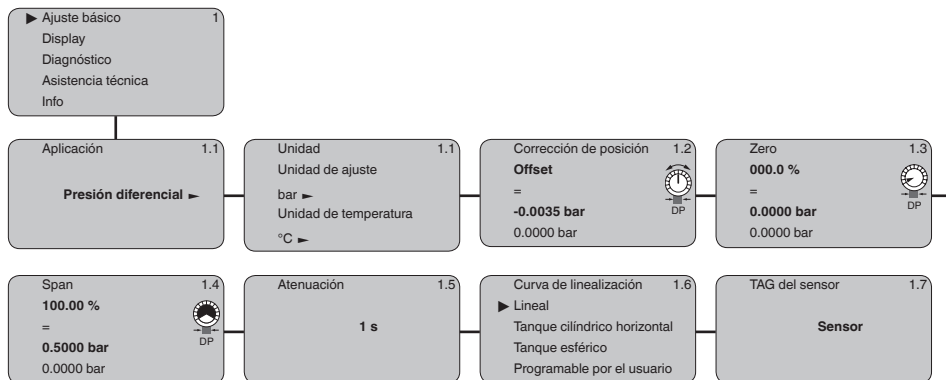 Ajuste básico 1
Display
Diagnóstico
Asistencia técnica
Info
Aplicación 1.1
Presión diferencial
Unidad 1.1
Unidad de ajuste
bar
Unidad de temperatura
°C
Corrección de posición 1.2
Offset
=
-0.0035 bar
0.0000 bar
DP
Zero 1.3
000.0 %
=
0.0000 bar
0.0000 bar
DP
Span 1.4
100.00 %
=
0.5000 bar
0.0000 bar
DP
Atenuación 1.5
1 s
Curva de linealización 1.6
Lineal
Tanque cilíndrico horizontal
Tanque esférico
Programable por el usuario
TAG del sensor 1.7
Sensor